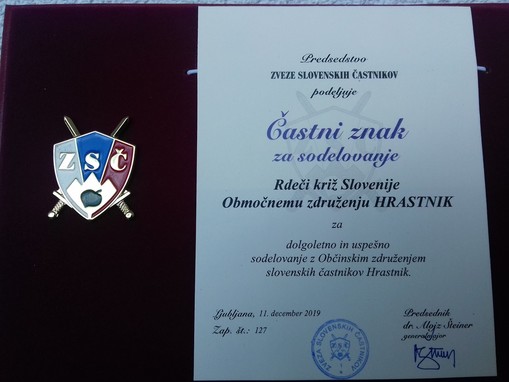 ZSČ
Predsedstvo
ZVEZE SLOVENSKIH ČASTNIKOV
podeljuje
Častni znak
za sodelovanje
Rdeči križ Slovenije
Območnemu združenju HRASTNIK
za
dolgoletno in uspešno
sodelovanje z Občinskim združenjem
slovenskih častnikov Hrastnik.
Ljubljana, 11. december 2019
Zap. št.: 127
Predsednik
dr. Alojz Šteiner
generalmajor
ZVEZA SLOVENSKIH ČASTNIKOV
ZSČ
1